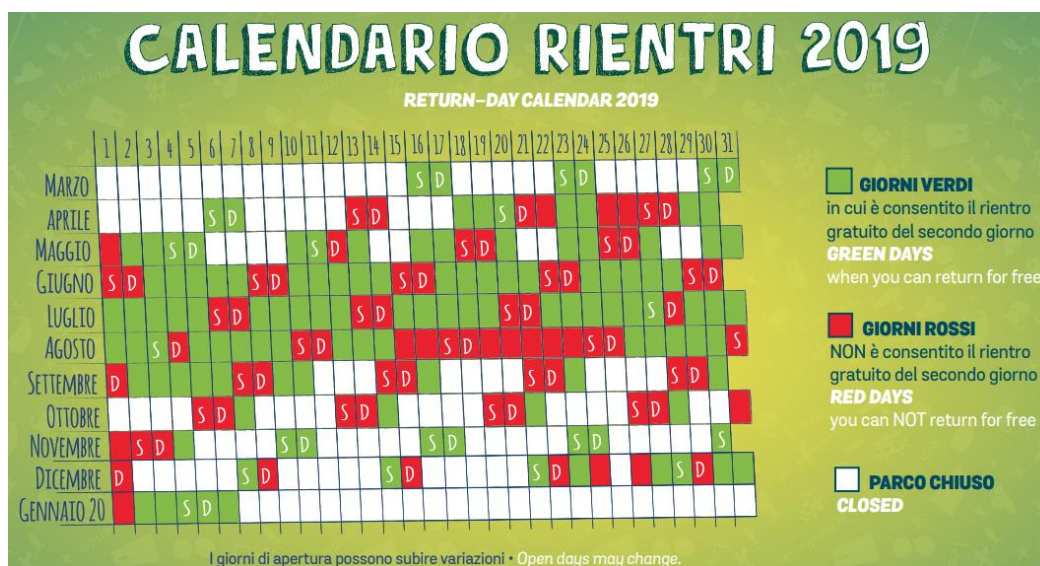 CALENDARIO RIENTRI 2019
RETURN-DAY CALENDAR 2019
1 2 3 4 5 6 7 8 9 10 11 12 13 14 15 16 17 18 19 20 21 22 23 24 25 26 27 28 29 30 31
MARZO S D S D S D
APRILE S D S D S D S D
MAGGIO S D S D S D S D
GIUGNO S D S D S D S D S D
LUGLIO S D S D S D S D
AGOSTO S D S D S D S D S
SETTEMBRE D S D S D S D S D
OTTOBRE S D S D S D S D
NOVEMBRE S D S D S D S D S
DICEMBRE D S D S D S D S D
GENNAIO 20 S D
GIORNI VERDI
in cui è consentito il rientro
gratuito del secondo giorno
GREEN DAYS
when you can return for free
GIORNI ROSSI
NON è consentito il rientro
gratuito del secondo giorno
RED DAYS
you can NOT return for free
PARCO CHIUSO
CLOSED
I giorni di apertura possono subire variazioni • Open days may change.